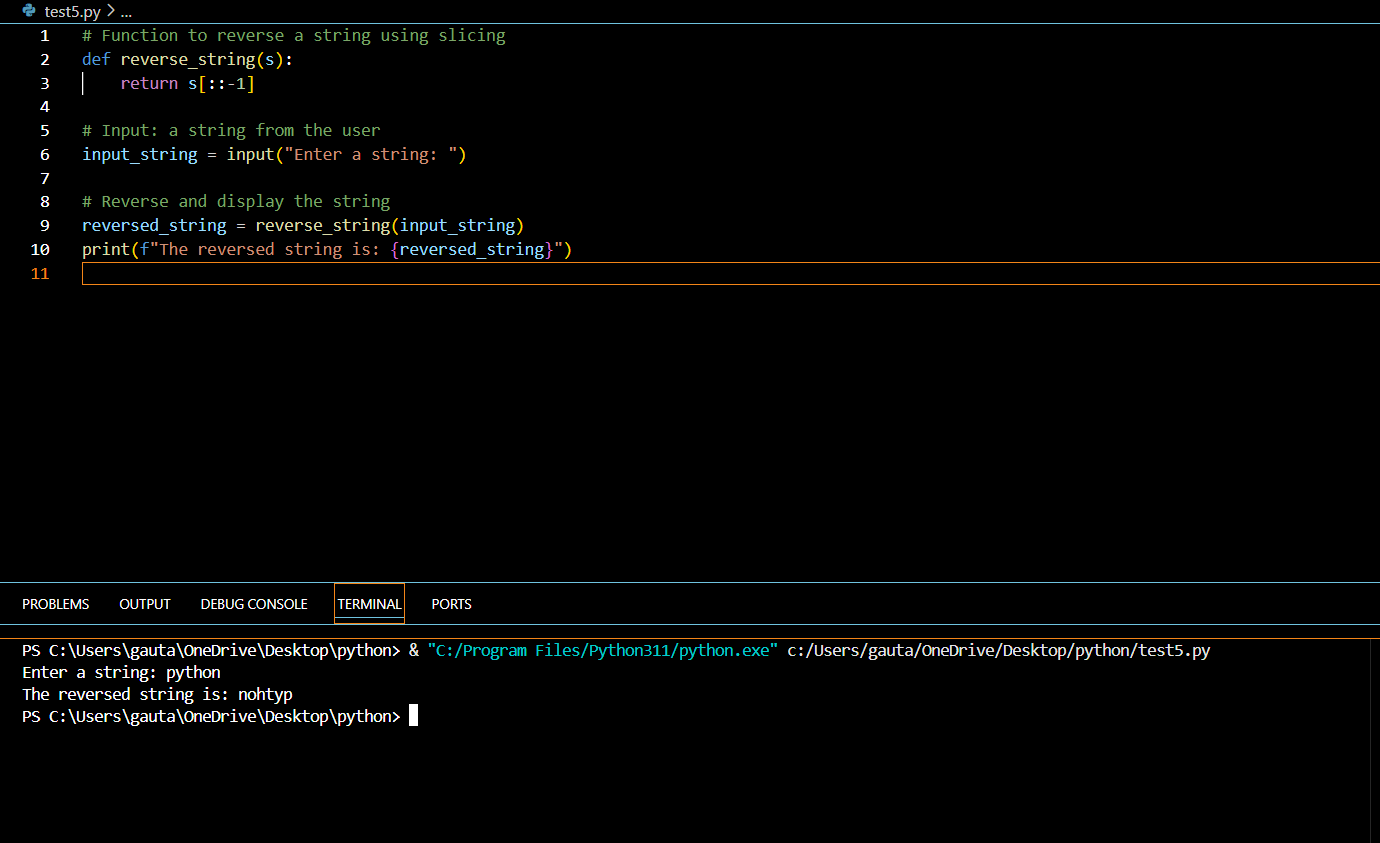 test5.py > ...
1 # Function to reverse a string using slicing
2 def reverse_string(s):
3     return s[::-1]
4
5 # Input: a string from the user
6 input_string = input("Enter a string: ")
7
8 # Reverse and display the string
9 reversed_string = reverse_string(input_string)
10 print(f"The reversed string is: {reversed_string}")
11
PROBLEMS OUTPUT DEBUG CONSOLE TERMINAL PORTS
PS C:\Users\gauta\OneDrive\Desktop\python> & "C:/Program Files/Python311/python.exe" c:/Users/gauta/OneDrive/Desktop/python/test5.py
Enter a string: python
The reversed string is: nohtyp
PS C:\Users\gauta\OneDrive\Desktop\python>